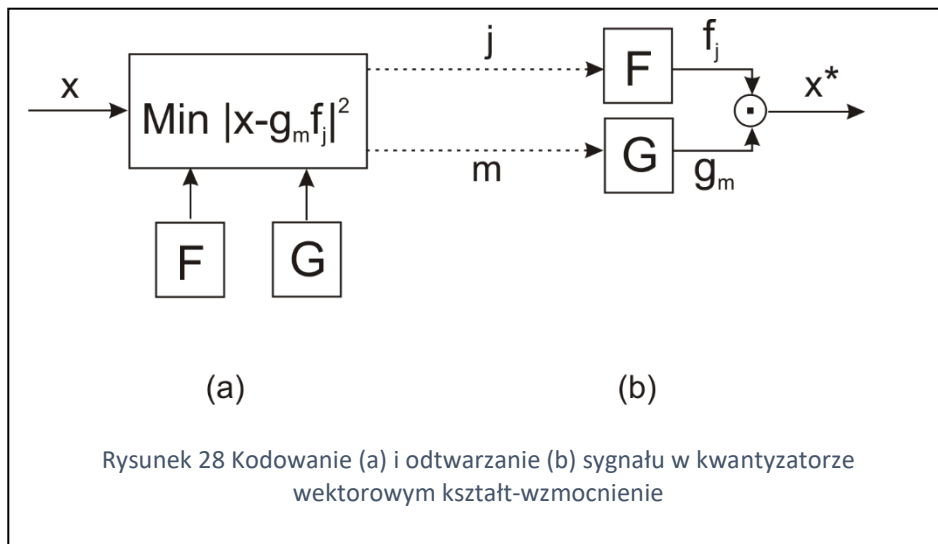 x
Min |x-gₘfⱼ|²
j
m
F
G
F
G
fⱼ
gₘ
x*
(a)
(b)
Rysunek 28 Kodowanie (a) i odtwarzanie (b) sygnału w kwantyzatorze
wektorowym kształt-wzmocnienie